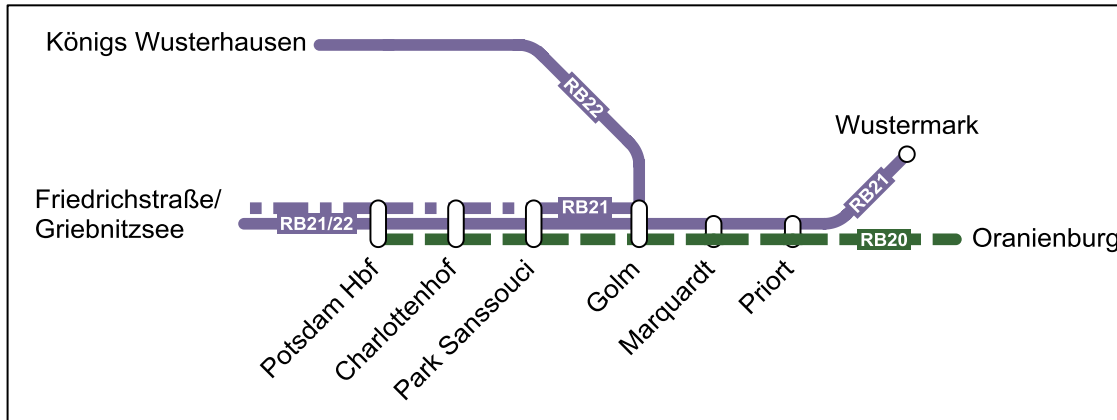 Königs Wusterhausen
RB22
Wustermark
Friedrichstraße/
Griebnitzsee
RB21/22
RB21
RB21
RB20
Oranienburg
Potsdam Hbf
Charlottenhof
Park Sanssouci
Golm
Marquardt
Priort